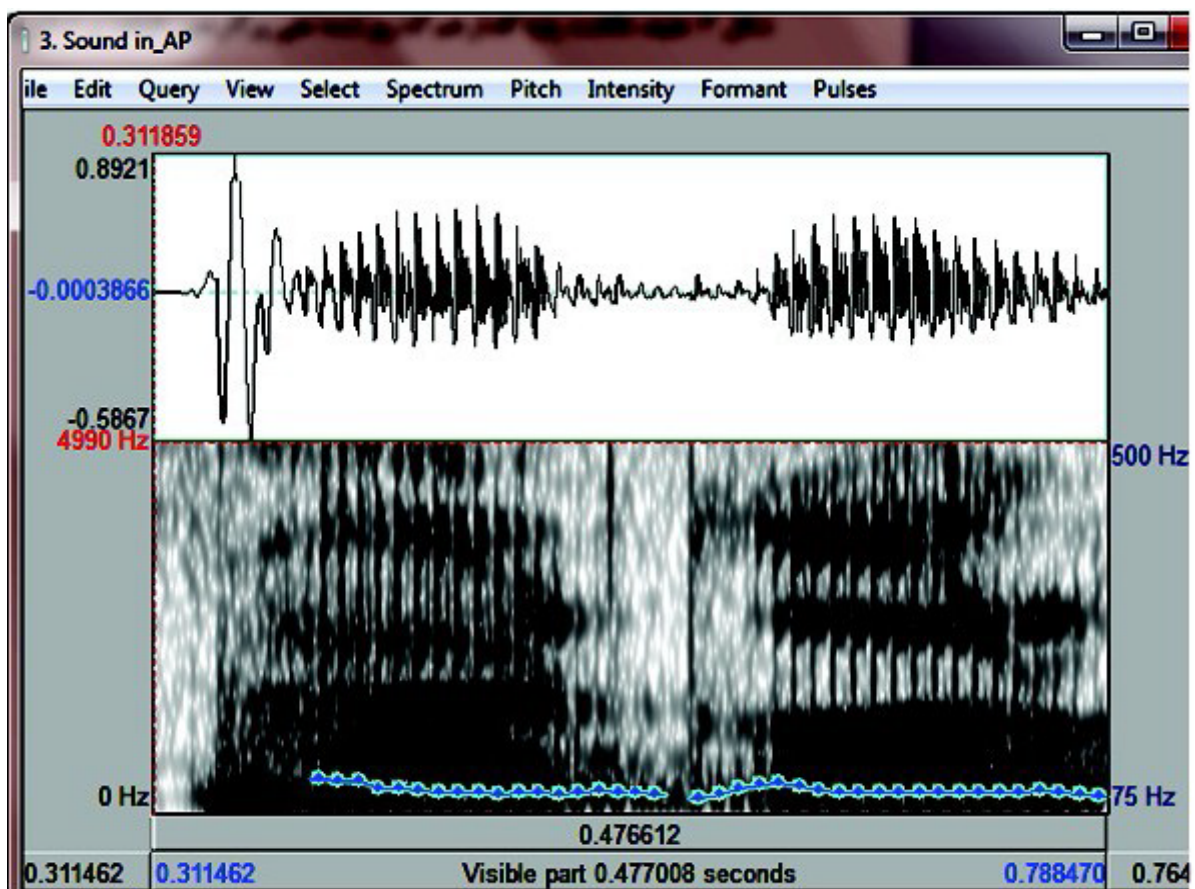 3. Sound in_AP
ile Edit Query View Select Spectrum Pitch Intensity Formant Pulses
0.311859
0.8921
-0.0003866
-0.5867
4990 Hz
500 Hz
0 Hz
75 Hz
0.476612
0.311462 0.311462 Visible part 0.477008 seconds 0.788470 0.764